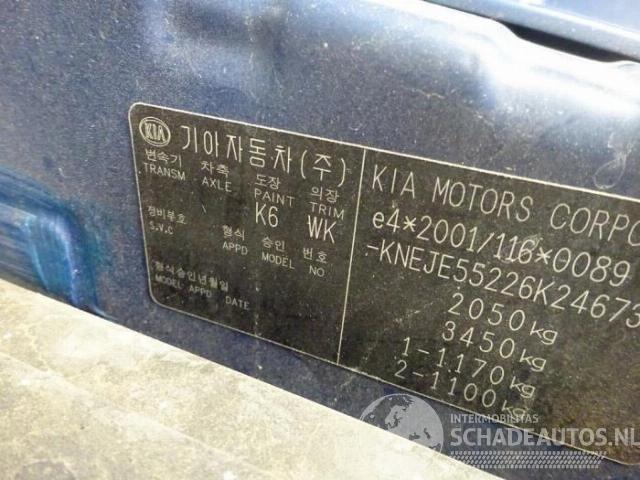 KIA 기아자동차(주)
변속기 차축 도장 의장
TRANSM AXLE PAINT TRIM
K6 WK
정비부호 형식 승인 번호
S.V.C APPD MODEL NO
형식승인년월일
MODEL APPD DATE
KIA MOTORS CORPO
e4*2001/116*0089
-KNEJE55226K24673
2050kg
3450kg
1-1170kg
2-1100kg
INTERMOBILITAS
SCHADEAUTOS.NL